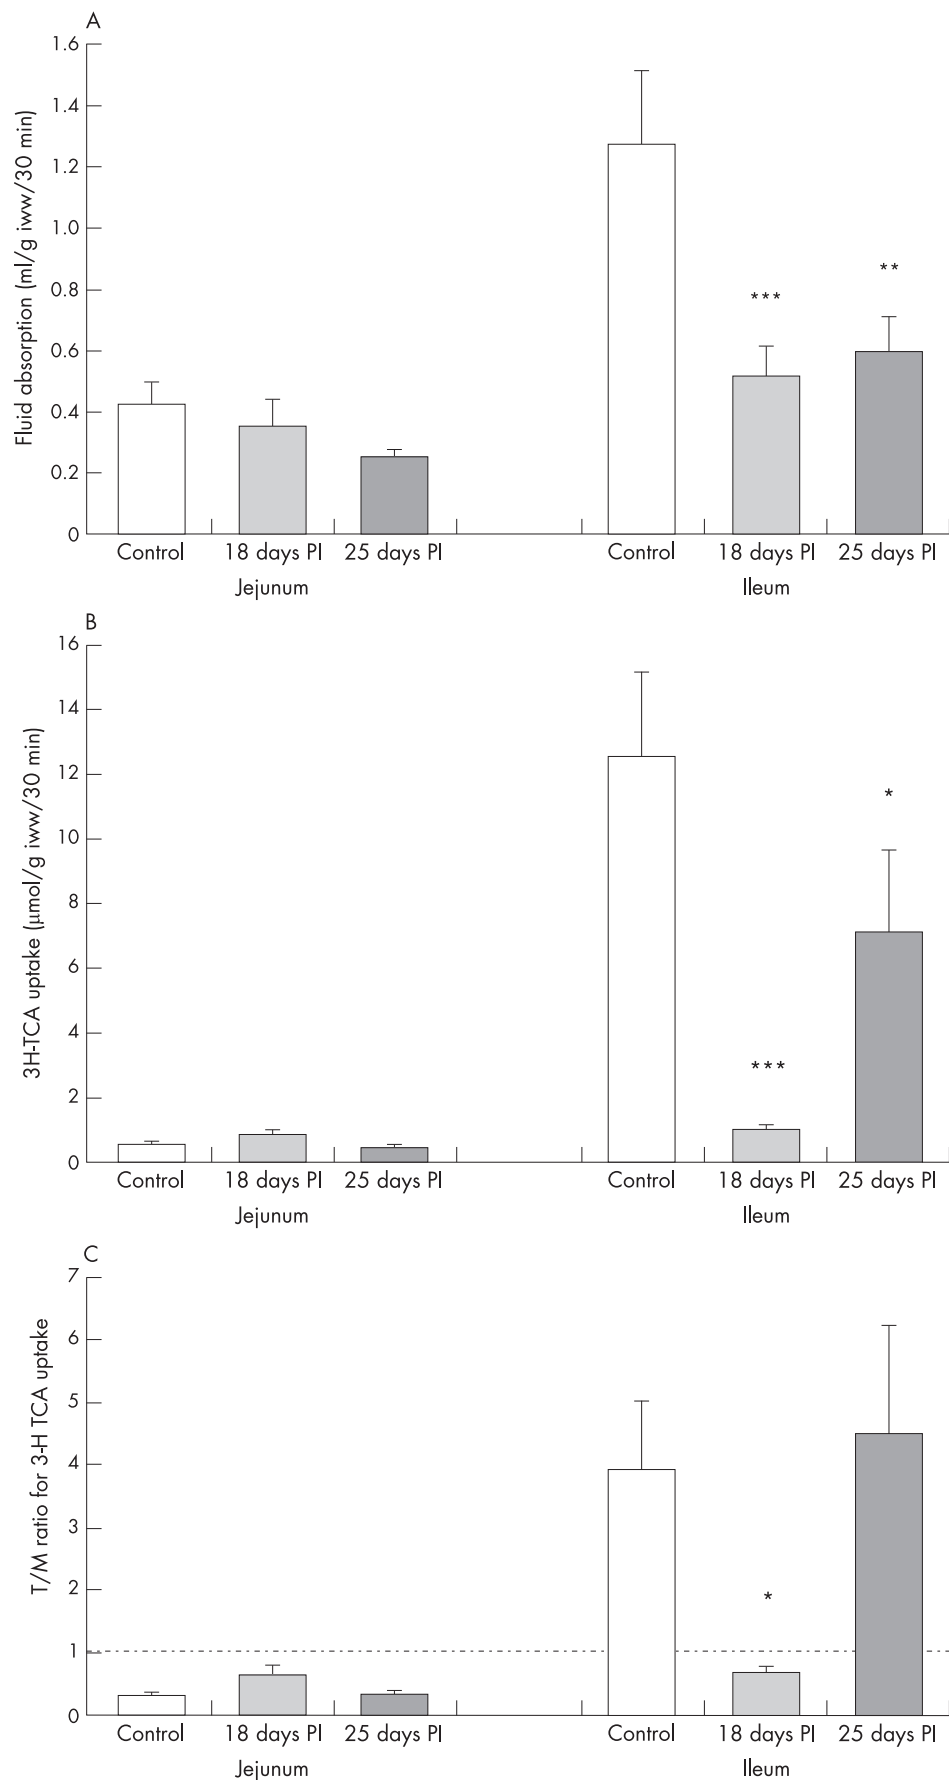 A
1.6
1.4
1.2
1.0
0.8
0.6
0.4
0.2
0
Fluid absorption (ml/g iww/30 min)
***
**
Control 18 days PI 25 days PI Control 18 days PI 25 days PI
Jejunum Ileum
B
16
14
12
10
8
6
4
2
0
3H-TCA uptake (µmol/g iww/30 min)
*
***
Control 18 days PI 25 days PI Control 18 days PI 25 days PI
Jejunum Ileum
C
7
6
5
4
3
2
1
0
T/M ratio for 3-H TCA uptake
*
Control 18 days PI 25 days PI Control 18 days PI 25 days PI
Jejunum Ileum